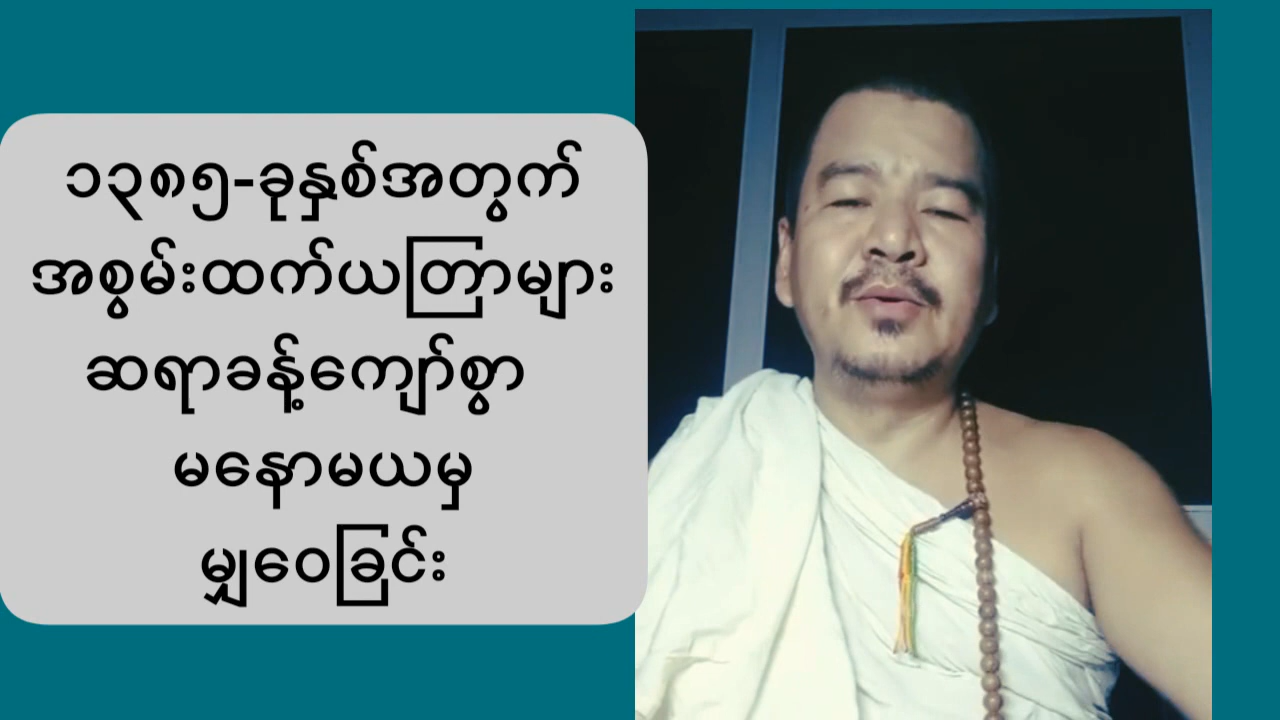 ၁၃၈၅-ခုနှစ်အတွက်
အစွမ်းထက်ယတြာများ
ဆရာခန့်ကျော်စွာ
မနောမယမှ
မျှဝေခြင်း